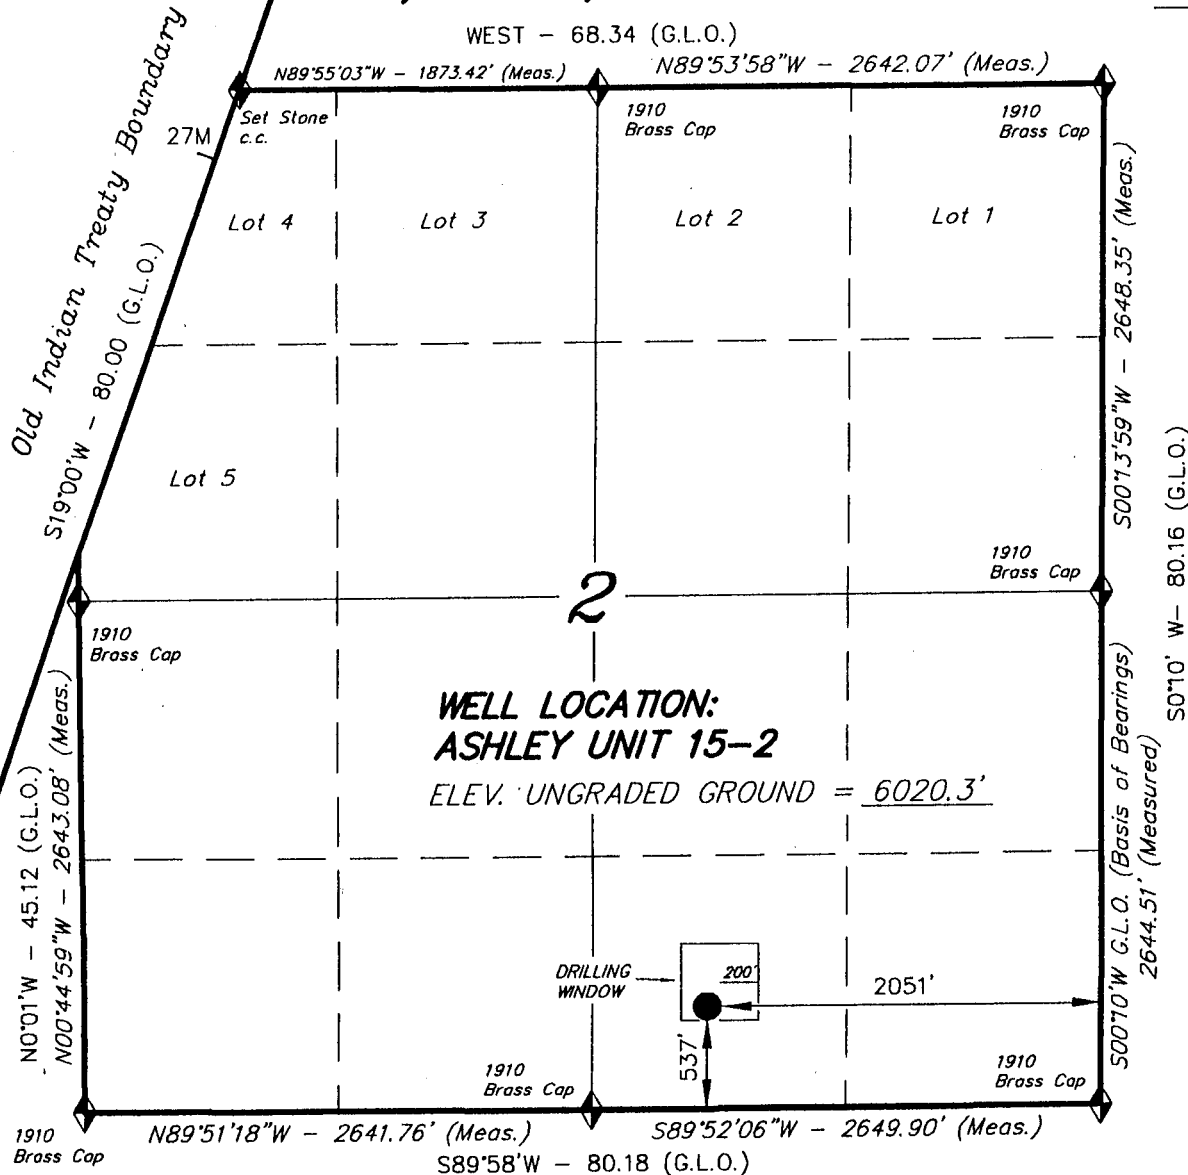 WEST - 68.34 (G.L.O.)
N89°55'03"W - 1873.42' (Meas.)
N89°53'58"W - 2642.07' (Meas.)
Set Stone
c.c.
1910
Brass Cap
1910
Brass Cap
27M
Old Indian Treaty Boundary
S19°00'W - 80.00 (G.L.O.)
Lot 4
Lot 3
Lot 2
Lot 1
S00°13'59"W - 2648.35' (Meas.)
Lot 5
S0°10' W- 80.16 (G.L.O.)
1910
Brass Cap
2
1910
Brass Cap
WELL LOCATION:
ASHLEY UNIT 15-2
ELEV. UNGRADED GROUND = 6020.3'
N0°01'W - 45.12 (G.L.O.)
N00°44'59"W - 2643.08' (Meas.)
S00°10'W G.L.O. (Basis of Bearings)
2644.51' (Measured)
DRILLING
WINDOW
200'
2051'
537'
1910
Brass Cap
1910
Brass Cap
1910
Brass Cap
N89°51'18"W - 2641.76' (Meas.)
S89°52'06"W - 2649.90' (Meas.)
S89°58'W - 80.18 (G.L.O.)